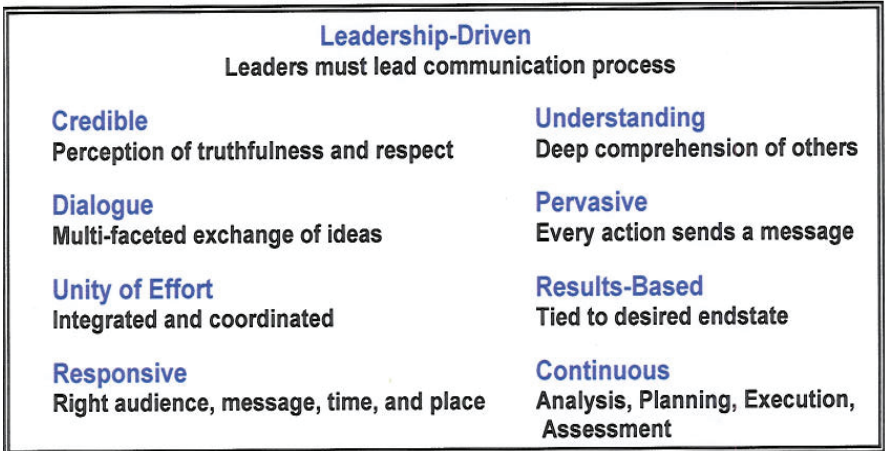 Leadership-Driven
Leaders must lead communication process
Credible
Perception of truthfulness and respect
Dialogue
Multi-faceted exchange of ideas
Unity of Effort
Integrated and coordinated
Responsive
Right audience, message, time, and place
Understanding
Deep comprehension of others
Pervasive
Every action sends a message
Results-Based
Tied to desired endstate
Continuous
Analysis, Planning, Execution,
Assessment